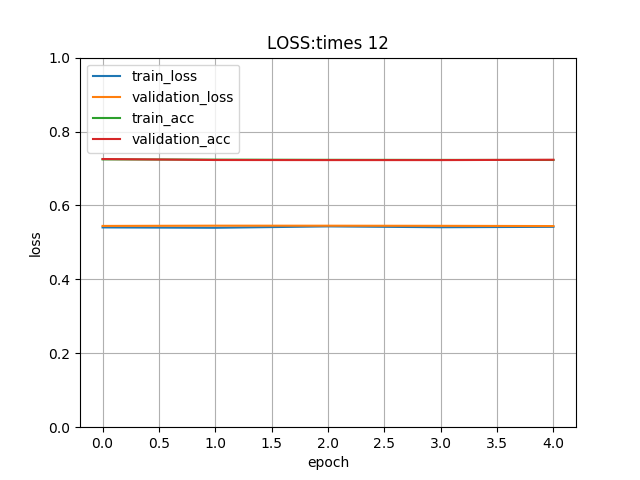 LOSS:times 12
1.0
0.8
0.6
0.4
0.2
0.0
loss
train_loss
validation_loss
train_acc
validation_acc
0.0 0.5 1.0 1.5 2.0 2.5 3.0 3.5 4.0
epoch